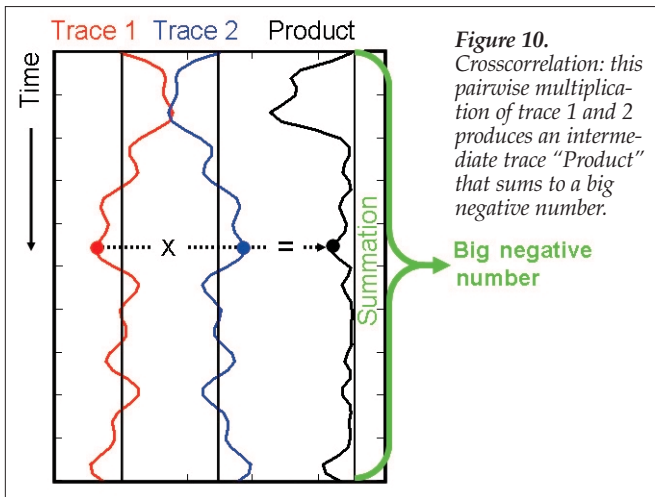 Trace 1 Trace 2 Product
Time
X = 
Summation
Big negative
number
Figure 10.
Crosscorrelation: this
pairwise multiplica-
tion of trace 1 and 2
produces an interme-
diate trace “Product”
that sums to a big
negative number.